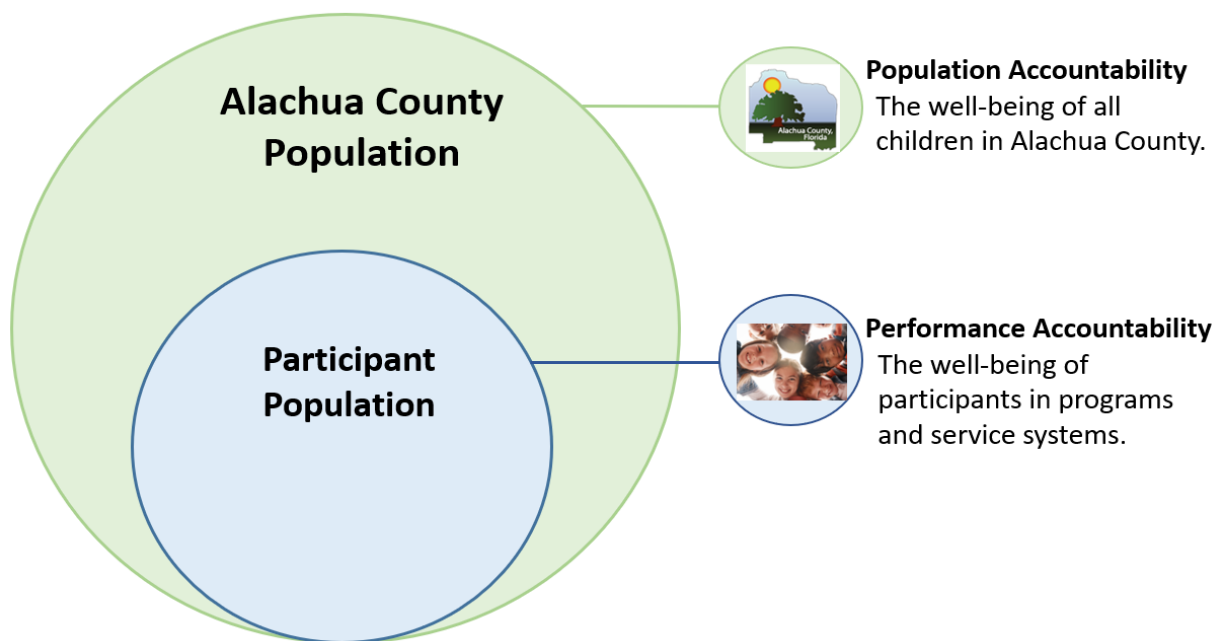 Alachua County
Population
Participant
Population
Alachua County,
Florida
Population Accountability
The well-being of all
children in Alachua County.
Performance Accountability
The well-being of
participants in programs
and service systems.